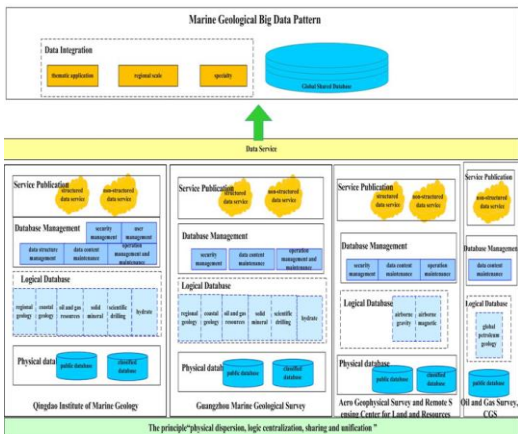 Marine Geological Big Data Pattern
Data Integration
thematic application
regional scale
specialty
Global Shared Database
Data Service
Service Publication
structured
data service
non-structured
data service
Database Management
security
management
user
management
data structure
management
data content
maintenance
operation
management and
maintenance
Logical Database
regional
geology
coastal
geology
oil and gas
resources
solid
mineral
scientific
drilling
hydrate
Physical datab
public database
classified
database
Qingdao Institute of Marine Geology
Service Publication
structured
data service
non-structured
data service
Database Management
security
management
data content
maintenance
operation
management and
maintenance
Logical Database
regional
geology
coastal
geology
oil and gas
resources
solid
mineral
scientific
drilling
hydrate
Physical datab
public database
classified
database
Guangzhou Marine Geological Survey
Service Publication
structured
data service
non-structured
data service
Database Management
security
management
data content
maintenance
operation
maintenance
Logical Database
airborne
gravity
airborne
magnetic
Physical database
public database
classified
database
Aero Geophysical Survey and Remote S
ensing Center for Land and Resources
Service Publication
non-structured
data service
Database Management
data content
maintenance
Logical Database
global
petroleum
geology
Physical database
public
database
Oil and Gas Survey,
CGS
The principle“physical dispersion, logic centralization, sharing and unification ”